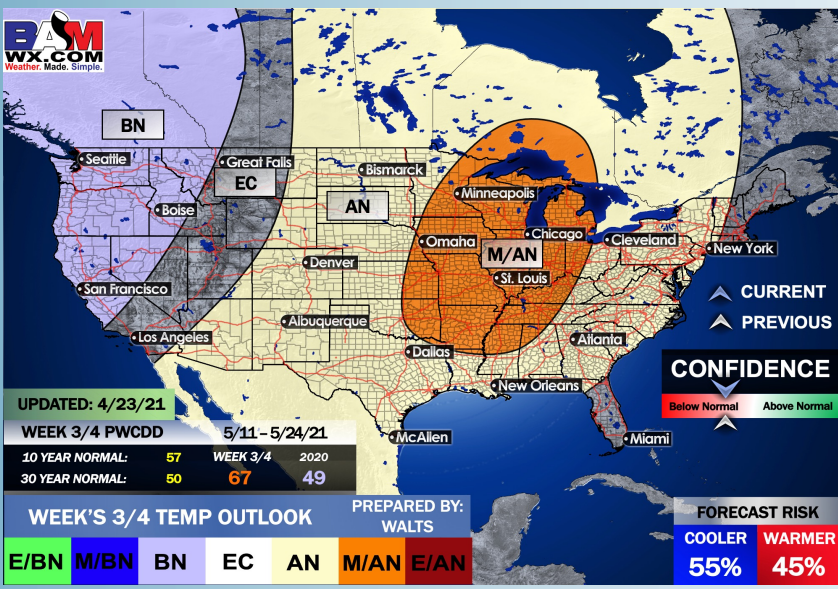 BAM
WX.COM
Weather. Made. Simple.
BN
Seattle
Great Falls
EC
Bismarck
Boise
AN
Minneapolis
Omaha
Chicago
Cleveland
M/AN
New York
Denver
St. Louis
San Francisco
CURRENT
Albuquerque
PREVIOUS
Los Angeles
Atlanta
Dallas
CONFIDENCE
New Orleans
Below Normal
Above Normal
UPDATED: 4/23/21
WEEK 3/4 PWCDD 5/11 – 5/24/21
McAllen
Miami
10 YEAR NORMAL: 57 WEEK 3/4 2020
30 YEAR NORMAL: 50 67 49
WEEK'S 3/4 TEMP OUTLOOK
PREPARED BY:
WALTS
FORECAST RISK
COOLER WARMER
55% 45%
E/BN M/BN BN EC AN M/AN E/AN